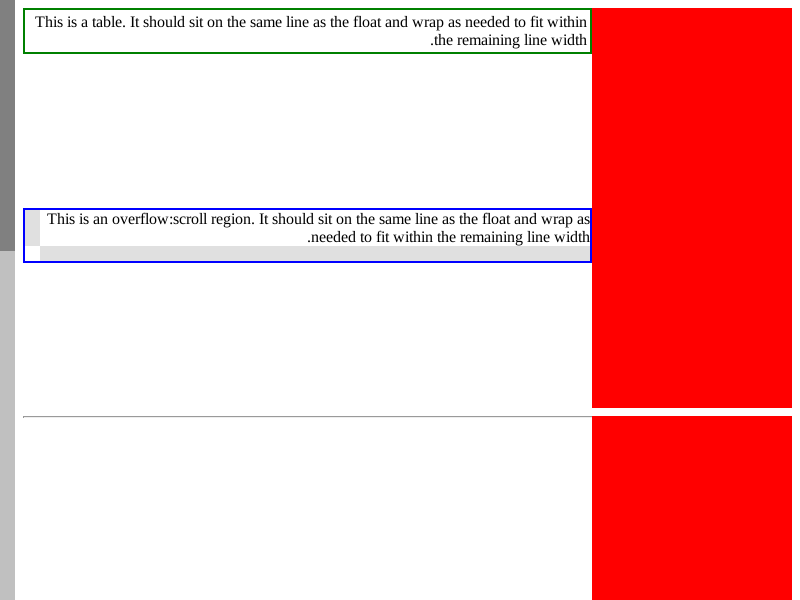 This is a table. It should sit on the same line as the float and wrap as needed to fit within
.the remaining line width
This is an overflow:scroll region. It should sit on the same line as the float and wrap as
.needed to fit within the remaining line width